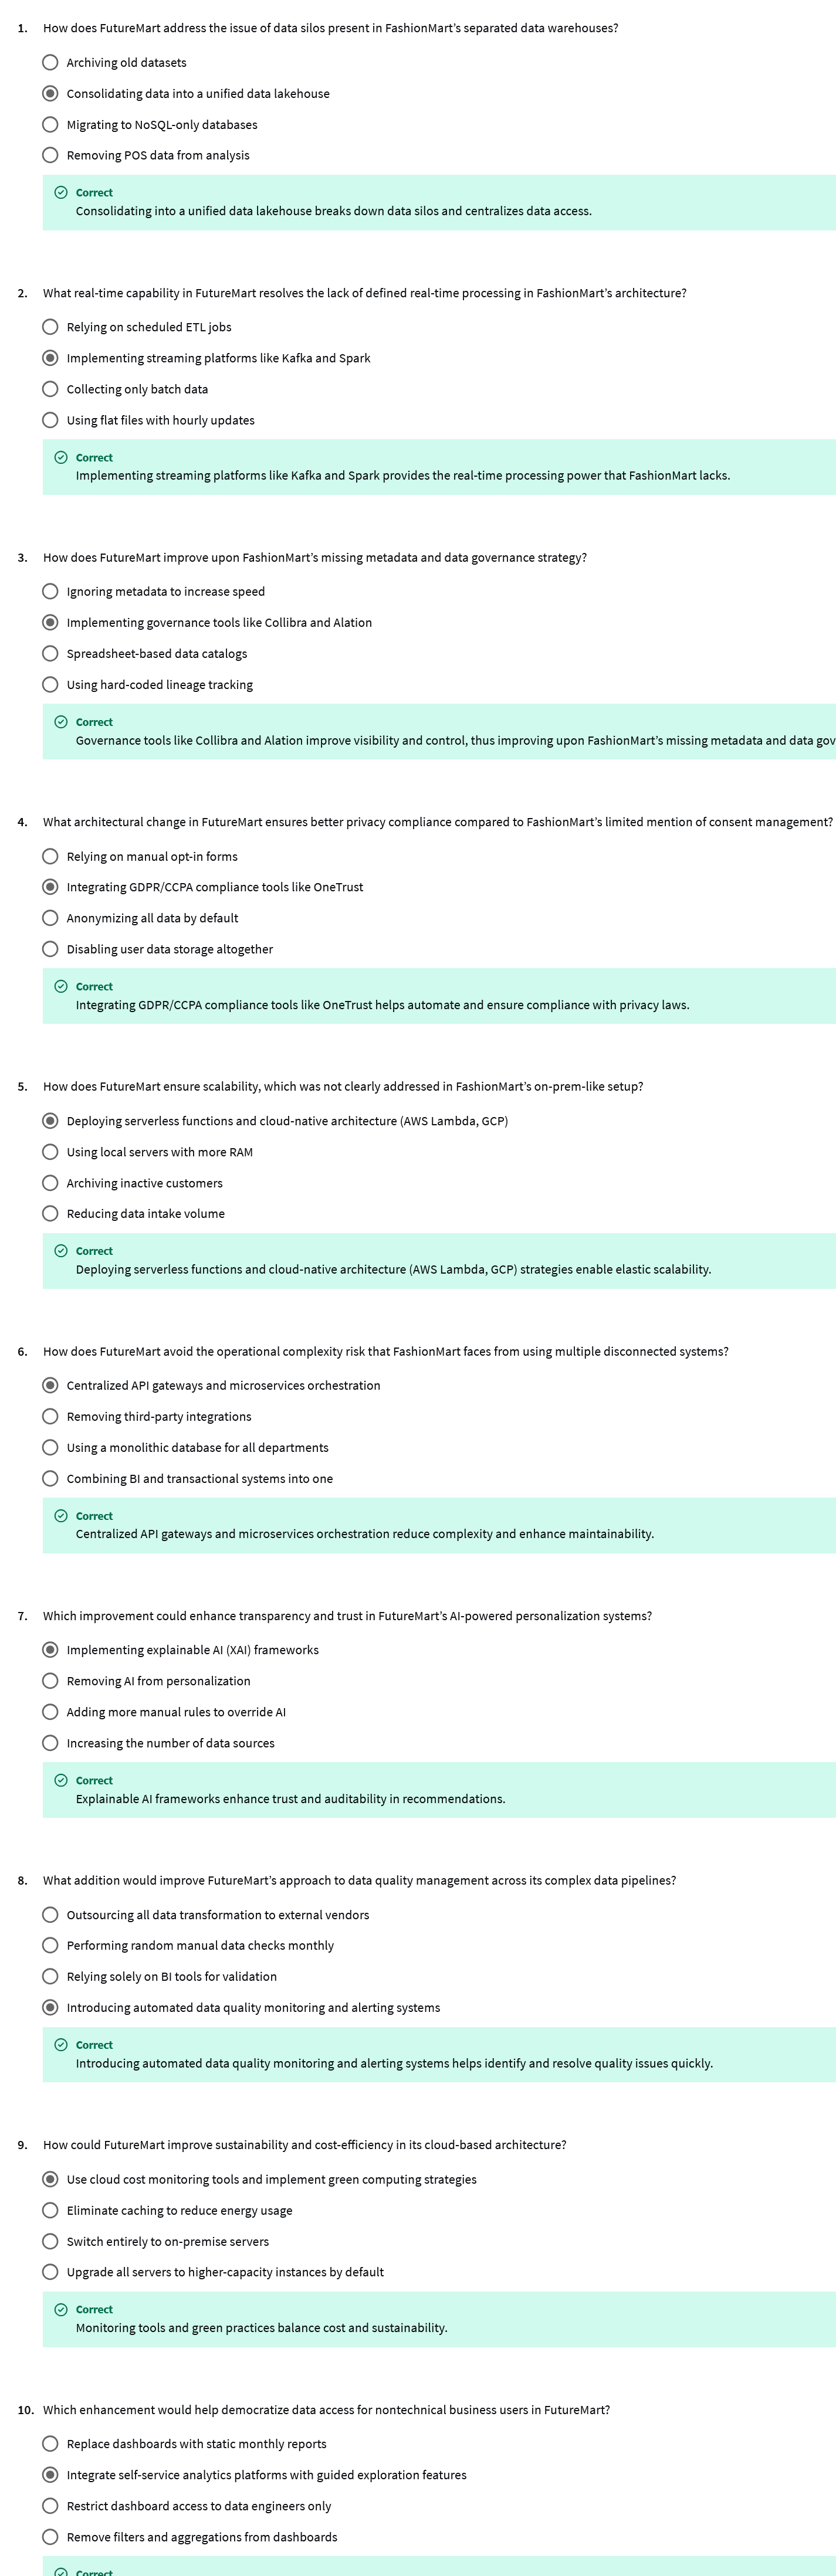 1. How does FutureMart address the issue of data silos present in FashionMart’s separated data warehouses?
Archiving old datasets
Consolidating data into a unified data lakehouse
Migrating to NoSQL-only databases
Removing POS data from analysis
Correct
Consolidating into a unified data lakehouse breaks down data silos and centralizes data access.
2. What real-time capability in FutureMart resolves the lack of defined real-time processing in FashionMart’s architecture?
Relying on scheduled ETL jobs
Implementing streaming platforms like Kafka and Spark
Collecting only batch data
Using flat files with hourly updates
Correct
Implementing streaming platforms like Kafka and Spark provides the real-time processing power that FashionMart lacks.
3. How does FutureMart improve upon FashionMart’s missing metadata and data governance strategy?
Ignoring metadata to increase speed
Implementing governance tools like Collibra and Alation
Spreadsheet-based data catalogs
Using hard-coded lineage tracking
Correct
Governance tools like Collibra and Alation improve visibility and control, thus improving upon FashionMart’s missing metadata and data gov
4. What architectural change in FutureMart ensures better privacy compliance compared to FashionMart’s limited mention of consent management?
Relying on manual opt-in forms
Integrating GDPR/CCPA compliance tools like OneTrust
Anonymizing all data by default
Disabling user data storage altogether
Correct
Integrating GDPR/CCPA compliance tools like OneTrust helps automate and ensure compliance with privacy laws.
5. How does FutureMart ensure scalability, which was not clearly addressed in FashionMart’s on-prem-like setup?
Deploying serverless functions and cloud-native architecture (AWS Lambda, GCP)
Using local servers with more RAM
Archiving inactive customers
Reducing data intake volume
Correct
Deploying serverless functions and cloud-native architecture (AWS Lambda, GCP) strategies enable elastic scalability.
6. How does FutureMart avoid the operational complexity risk that FashionMart faces from using multiple disconnected systems?
Centralized API gateways and microservices orchestration
Removing third-party integrations
Using a monolithic database for all departments
Combining BI and transactional systems into one
Correct
Centralized API gateways and microservices orchestration reduce complexity and enhance maintainability.
7. Which improvement could enhance transparency and trust in FutureMart’s AI-powered personalization systems?
Implementing explainable AI (XAI) frameworks
Removing AI from personalization
Adding more manual rules to override AI
Increasing the number of data sources
Correct
Explainable AI frameworks enhance trust and auditability in recommendations.
8. What addition would improve FutureMart’s approach to data quality management across its complex data pipelines?
Outsourcing all data transformation to external vendors
Performing random manual data checks monthly
Relying solely on BI tools for validation
Introducing automated data quality monitoring and alerting systems
Correct
Introducing automated data quality monitoring and alerting systems helps identify and resolve quality issues quickly.
9. How could FutureMart improve sustainability and cost-efficiency in its cloud-based architecture?
Use cloud cost monitoring tools and implement green computing strategies
Eliminate caching to reduce energy usage
Switch entirely to on-premise servers
Upgrade all servers to higher-capacity instances by default
Correct
Monitoring tools and green practices balance cost and sustainability.
10. Which enhancement would help democratize data access for nontechnical business users in FutureMart?
Replace dashboards with static monthly reports
Integrate self-service analytics platforms with guided exploration features
Restrict dashboard access to data engineers only
Remove filters and aggregations from dashboards
Correct